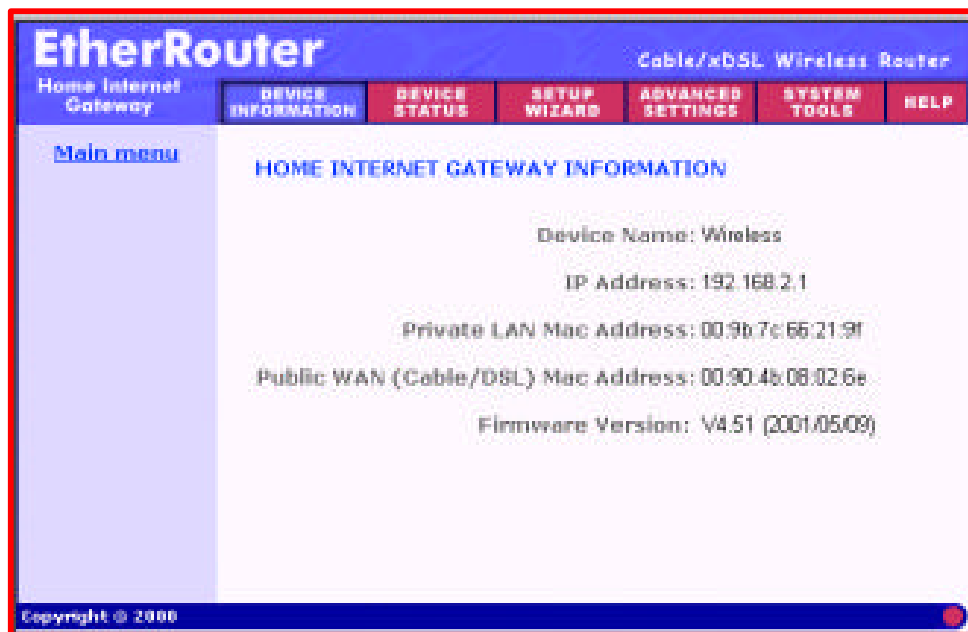 EtherRouter
Cable/xDSL Wireless Router
Home Internet
Gateway
DEVICE
INFORMATION
DEVICE
STATUS
SETUP
WIZARD
ADVANCED
SETTINGS
SYSTEM
TOOLS
HELP
Main menu
HOME INTERNET GATEWAY INFORMATION
Device Name: Wireless
IP Address: 192.168.2.1
Private LAN Mac Address: 00:9b:7c:66:21:9f
Public WAN (Cable/DSL) Mac Address: 00:90:4b:08:02:6e
Firmware Version: V4.51 (2001/05/09)
Copyright © 2000